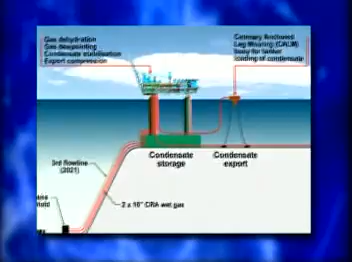 Gas dehydration
Gas dewpointing
Condensate stabilisation
Export compression
Catenary Anchored
Leg Mooring (CALM)
buoy for tanker
loading of condensate
Condensate
storage
Condensate
export
3rd flowline
(2021)
2 x 16" CRA wet gas